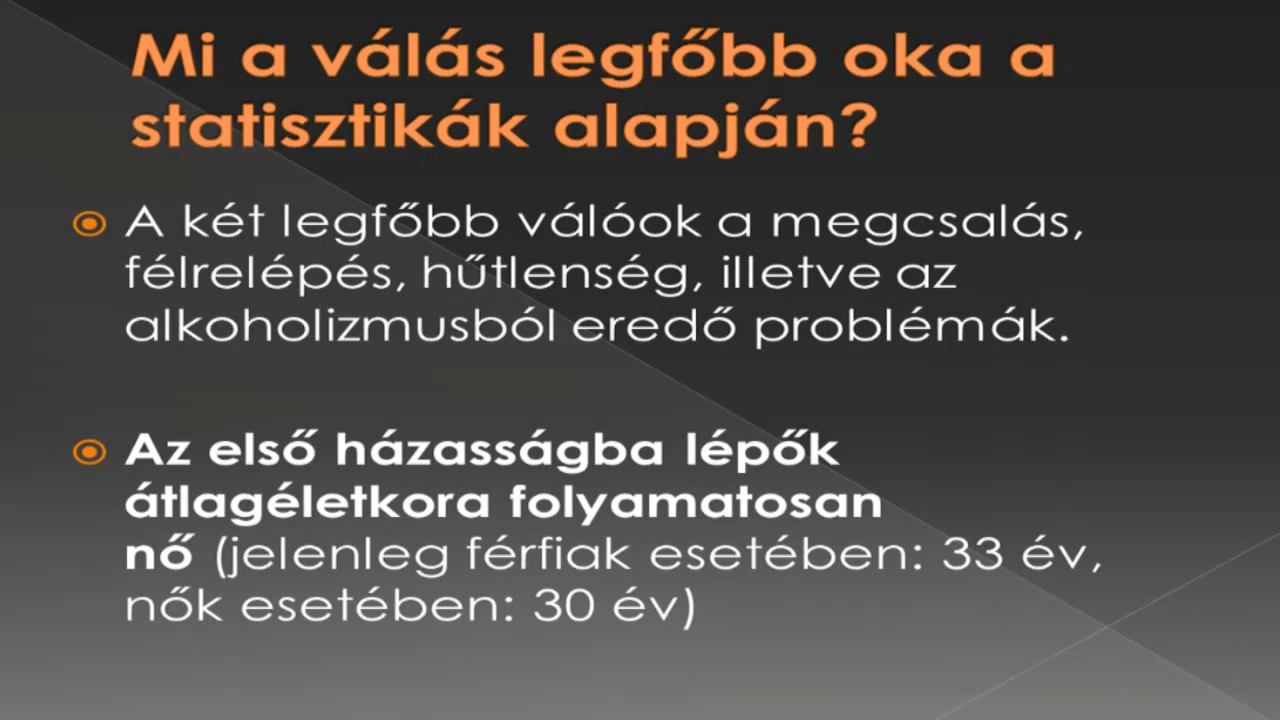 Mi a válás legfőbb oka a
statisztikák alapján?
A két legfőbb válóok a megcsalás,
félrelépés, hűtlenség, illetve az
alkoholizmusból eredő problémák.
Az első házasságba lépők
átlagéletkora folyamatosan
nő (jelenleg férfiak esetében: 33 év,
nők esetében: 30 év)